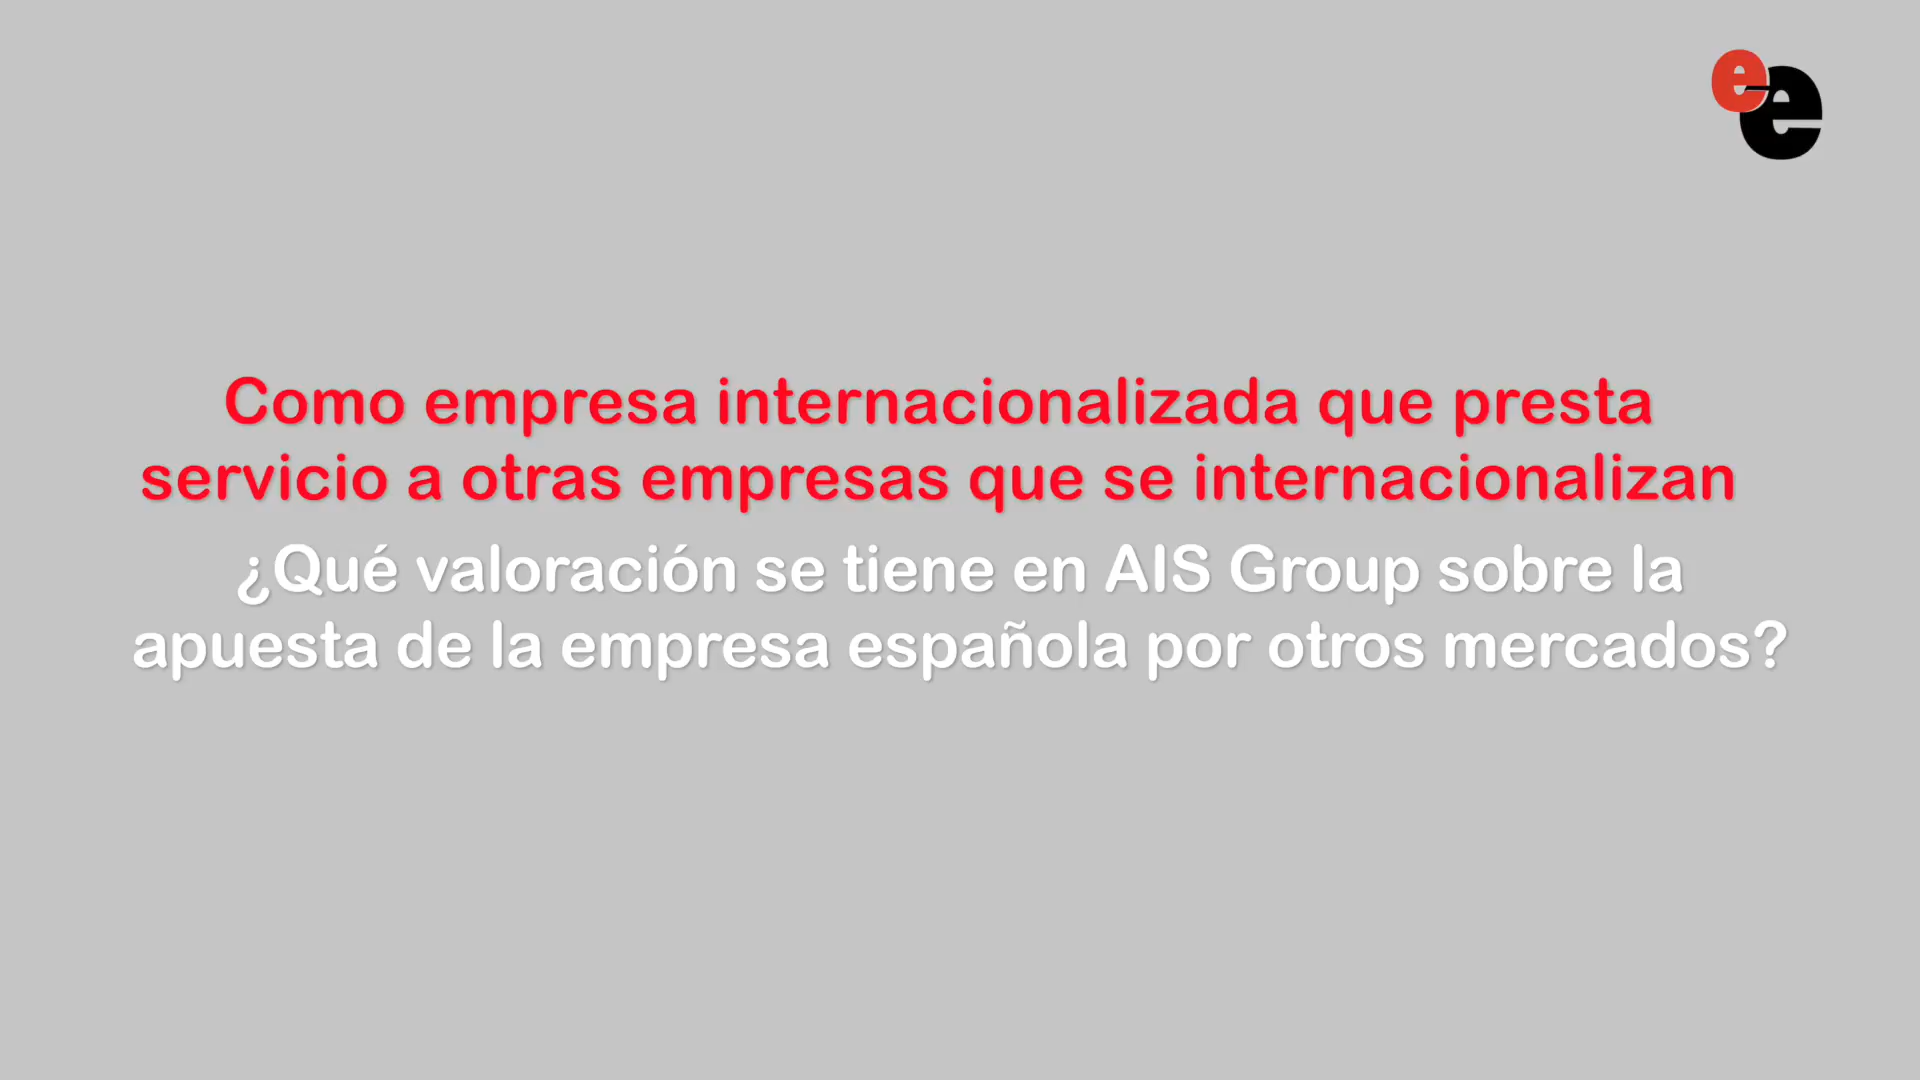 ee
Como empresa internacionalizada que presta
servicio a otras empresas que se internacionalizan
¿Qué valoración se tiene en AIS Group sobre la
apuesta de la empresa española por otros mercados?